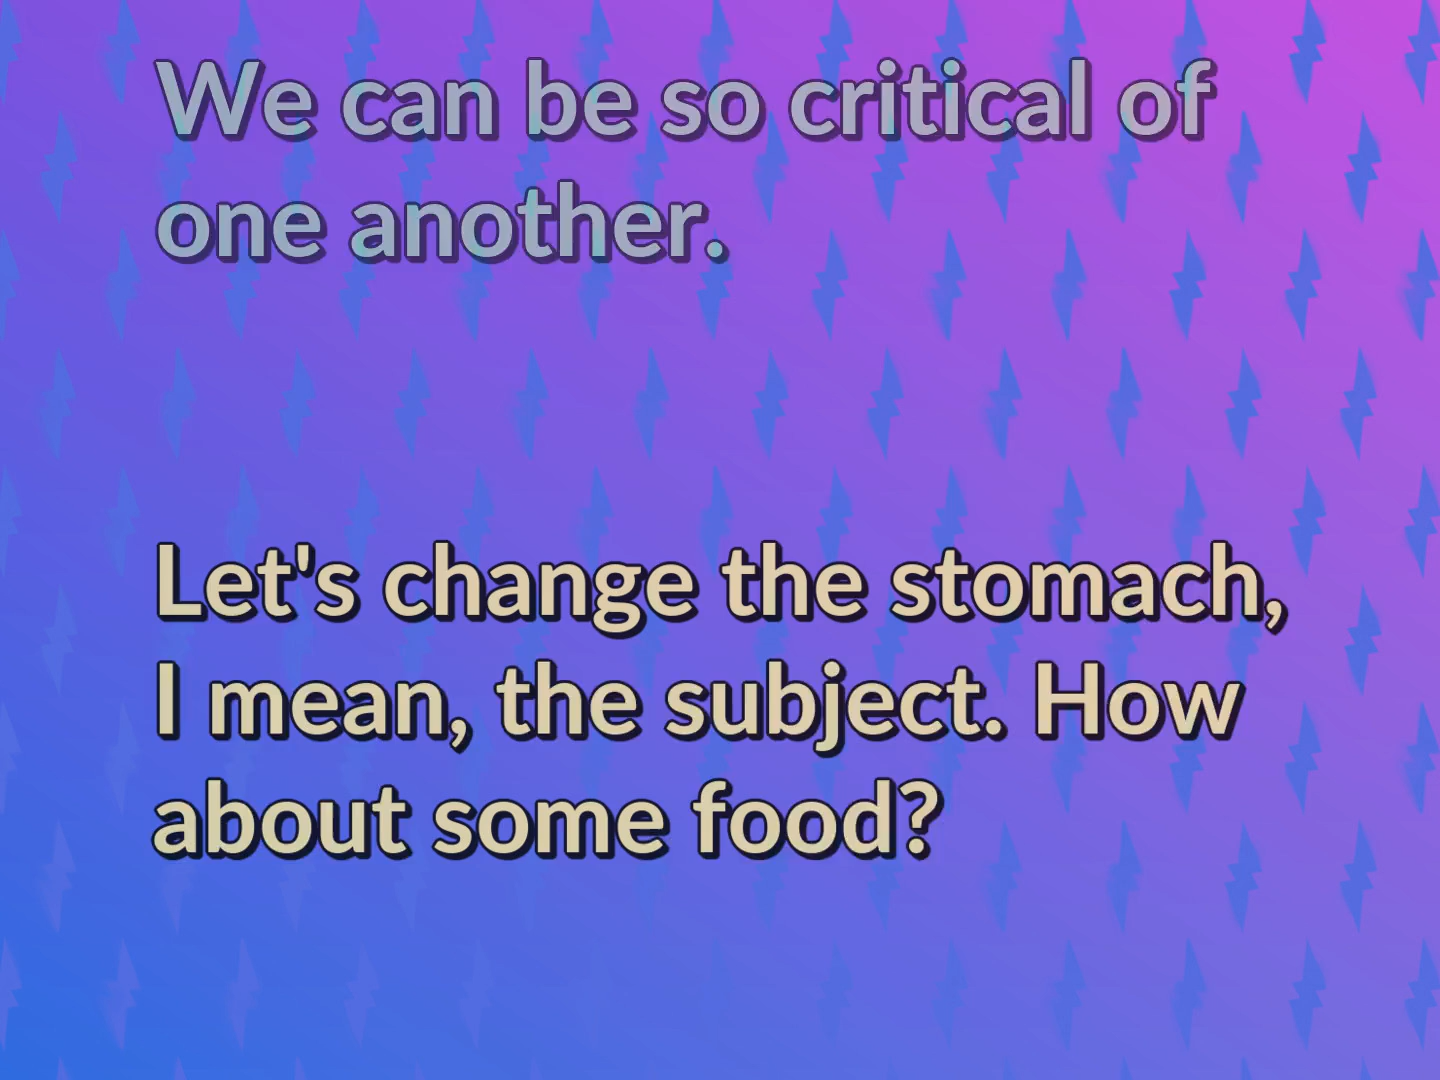 We can be so critical of
one another.
Let's change the stomach,
I mean, the subject. How
about some food?